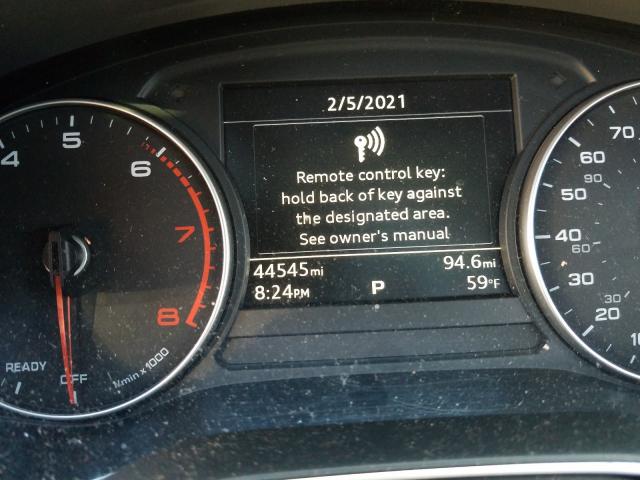 2/5/2021
Remote control key:
hold back of key against
the designated area.
See owner's manual
44545mi 94.6mi
8:24PM P 59°F
4 5 6 7 8
READY OFF 1/min x 1000
70
60
90
50
40
60
30
30
20